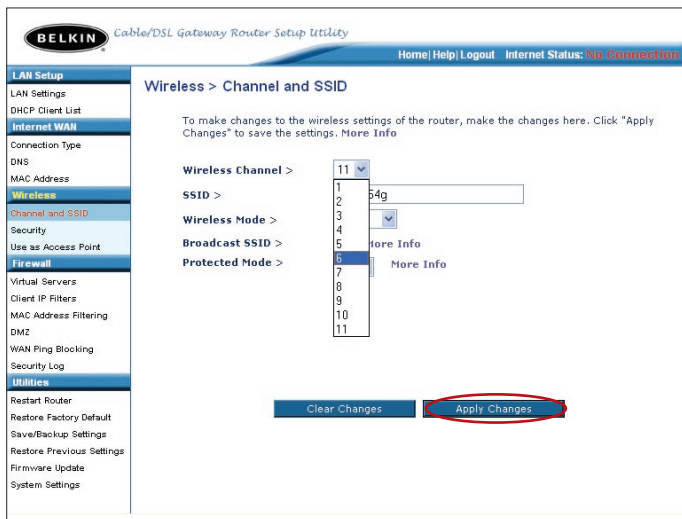 BELKIN Cable/DSL Gateway Router Setup Utility
Home| Help| Logout Internet Status: No Connection
LAN Setup
LAN Settings
DHCP Client List
Internet WAN
Connection Type
DNS
MAC Address
Wireless
Channel and SSID
Security
Use as Access Point
Firewall
Virtual Servers
Client IP Filters
MAC Address Filtering
DMZ
WAN Ping Blocking
Security Log
Utilities
Restart Router
Restore Factory Default
Save/Backup Settings
Restore Previous Settings
Firmware Update
System Settings
Wireless > Channel and SSID
To make changes to the wireless settings of the router, make the changes here. Click "Apply
Changes" to save the settings. More Info
Wireless Channel > 11
SSID > 54g
Wireless Mode >
Broadcast SSID > More Info
Protected Mode > More Info
1
2
3
4
5
6
7
8
9
10
11
Clear Changes Apply Changes